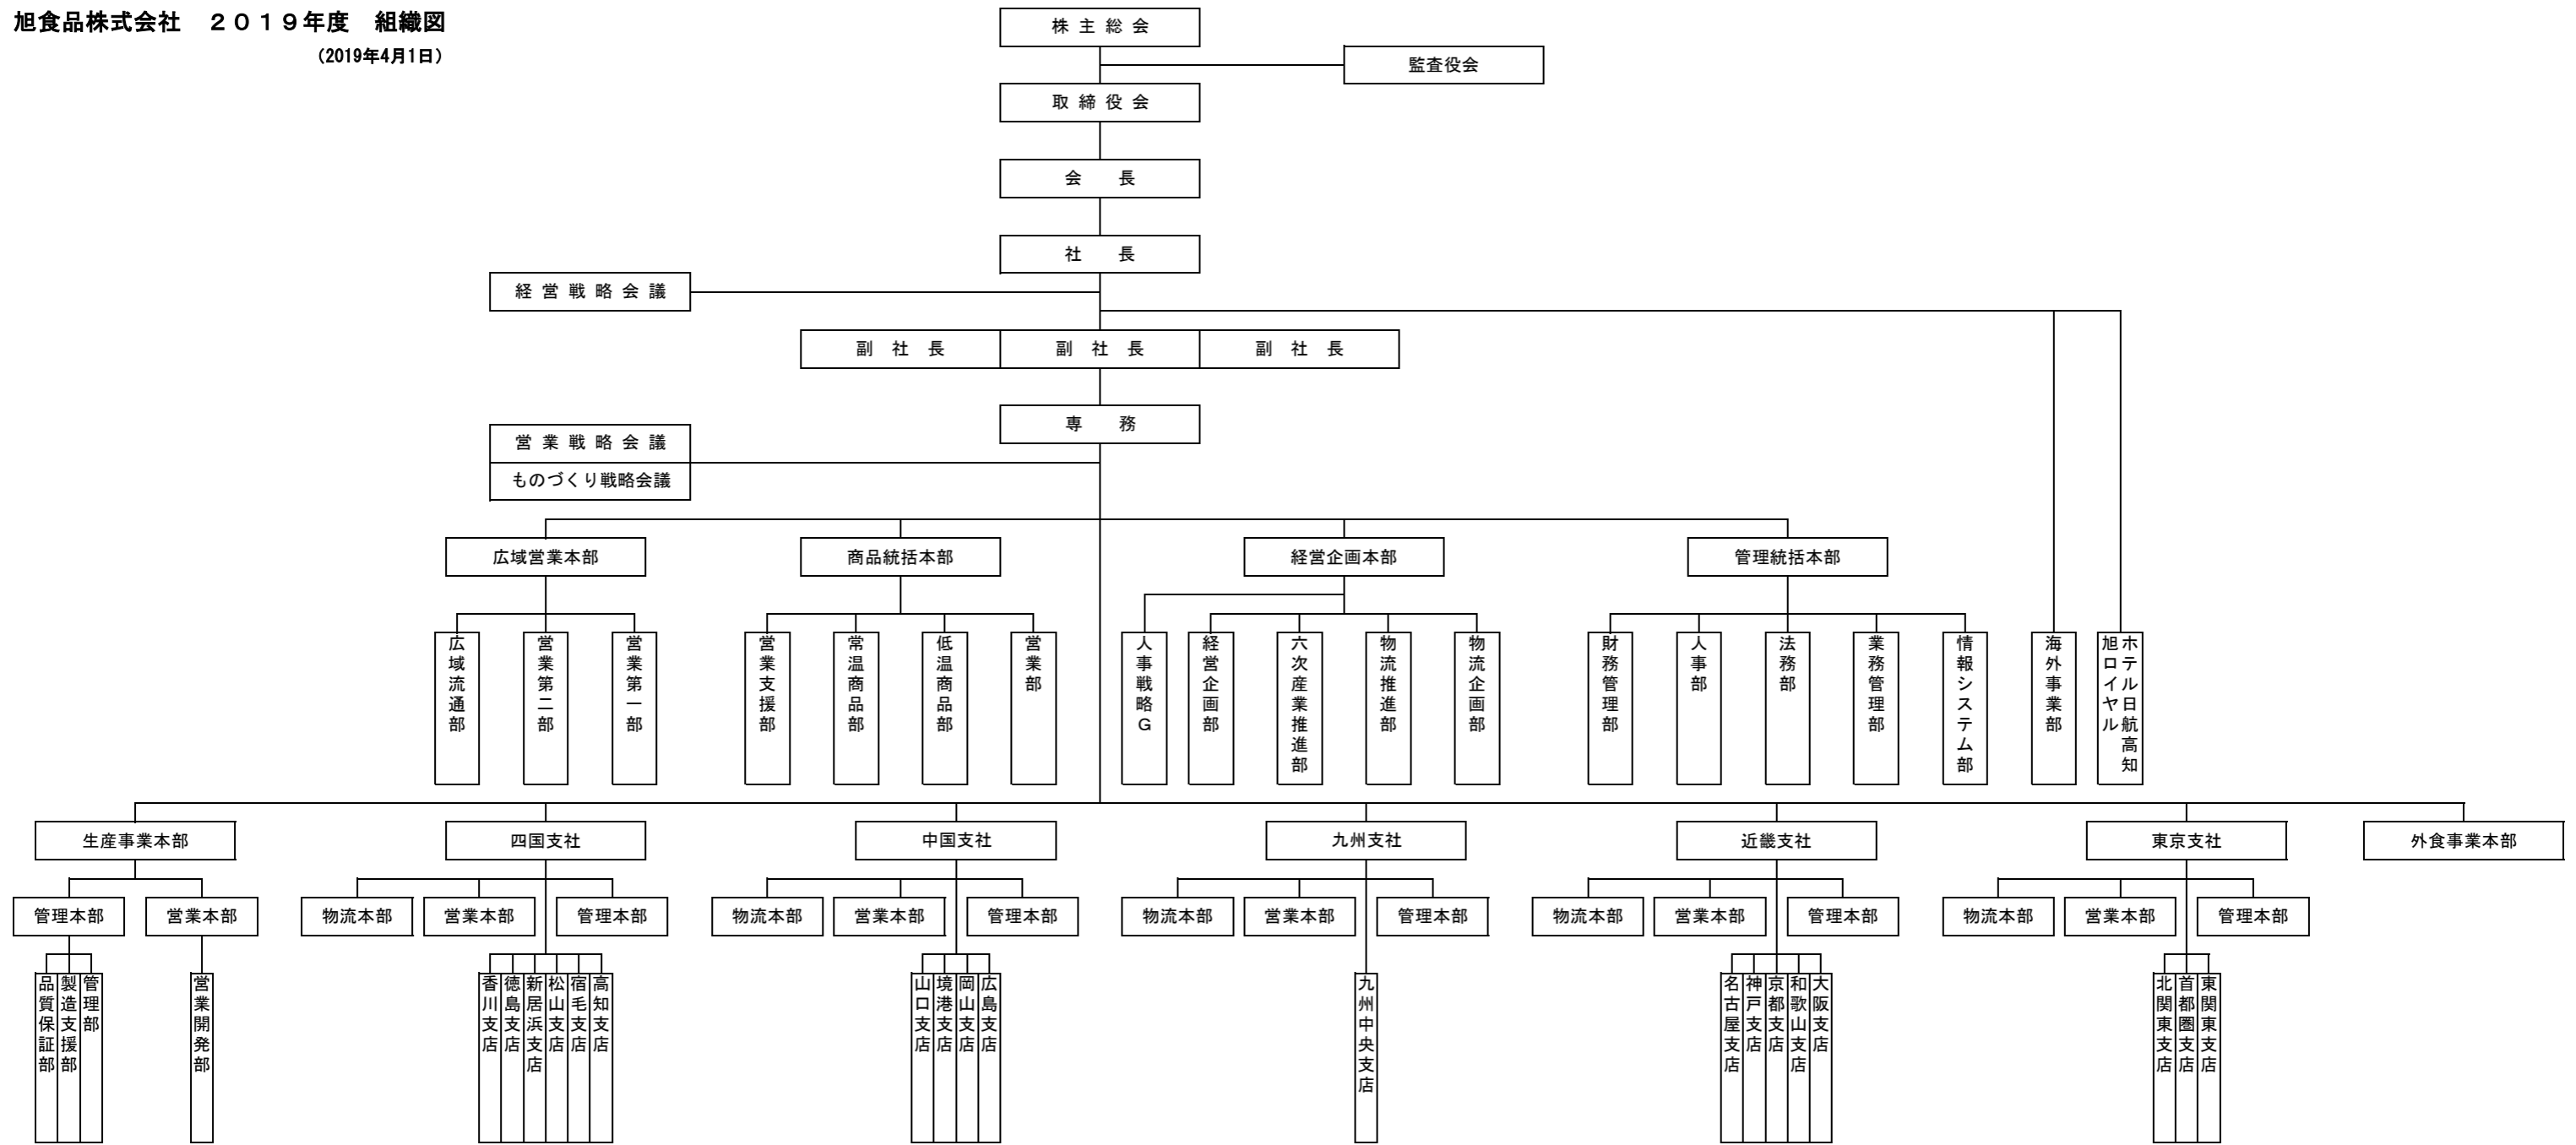 旭食品株式会社　２０１９年度　組織図
（2019年4月1日）
株 主 総 会
監査役会
取 締 役 会
会　　長
社　　長
経 営 戦 略 会 議
副　社　長
副　社　長
副　社　長
専　　務
営 業 戦 略 会 議
ものづくり戦略会議
広域営業本部
商品統括本部
経営企画本部
管理統括本部
広域流通部
営業第二部
営業第一部
営業支援部
常温商品部
低温商品部
営業部
人事戦略Ｇ
経営企画部
六次産業推進部
物流推進部
物流企画部
財務管理部
人事部
法務部
業務管理部
情報システム部
海外事業部
ホテル日航高知
旭ロイヤル
生産事業本部
四国支社
中国支社
九州支社
近畿支社
東京支社
外食事業本部
管理本部
営業本部
物流本部
営業本部
管理本部
物流本部
営業本部
管理本部
物流本部
営業本部
管理本部
物流本部
営業本部
管理本部
物流本部
営業本部
管理本部
品質保証部
製造支援部
管理部
営業開発部
香川支店
徳島支店
新居浜支店
松山支店
宿毛支店
高知支店
山口支店
境港支店
岡山支店
広島支店
九州中央支店
名古屋支店
神戸支店
京都支店
和歌山支店
大阪支店
北関東支店
首都圏支店
東関東支店